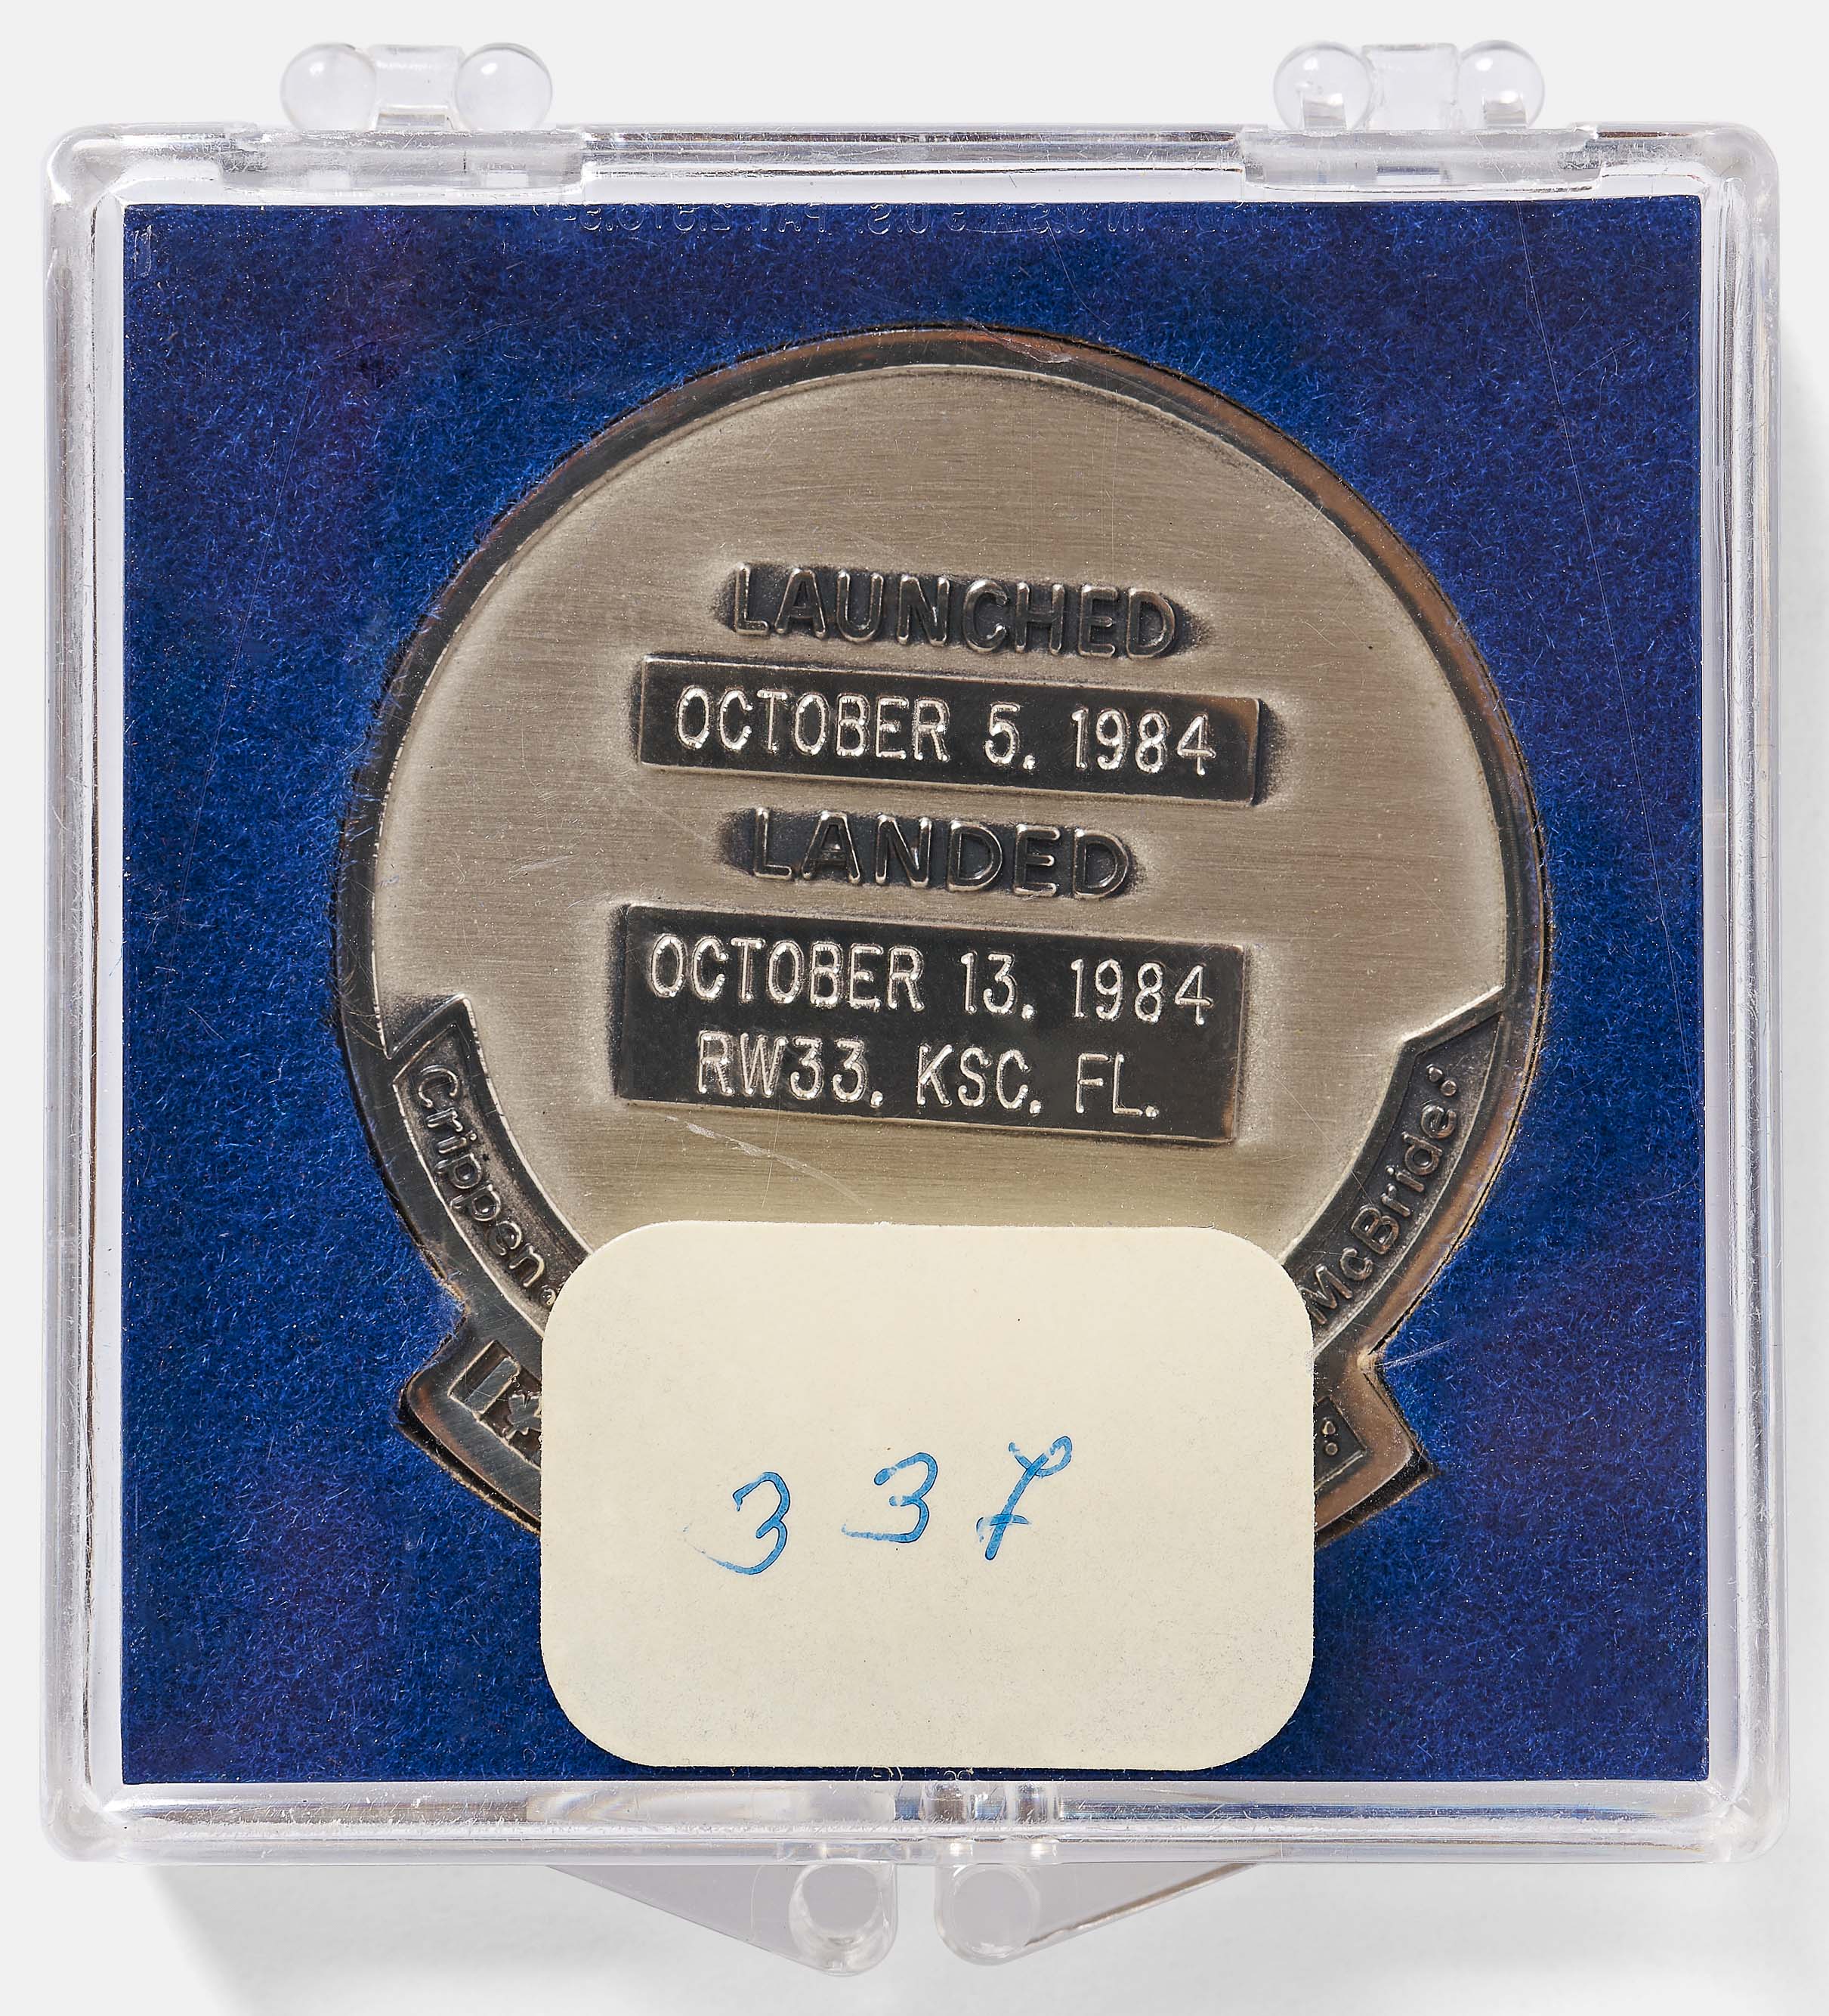 LAUNCHED
OCTOBER 5, 1984
LANDED
OCTOBER 13, 1984
RW33, KSC, FL.
Crippen
McBride
337